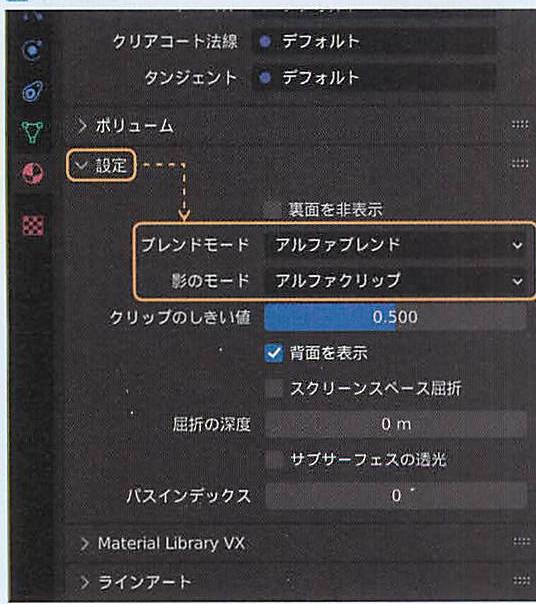 クリアコート法線 デフォルト
タンジェント デフォルト
ボリューム
設定
裏面を非表示
ブレンドモード アルファブレンド
影のモード アルファクリップ
クリップのしきい値 0.500
背面を表示
スクリーンスペース屈折
屈折の深度 0 m
サブサーフェスの透光
パスインデックス 0
Material Library VX
ラインアート